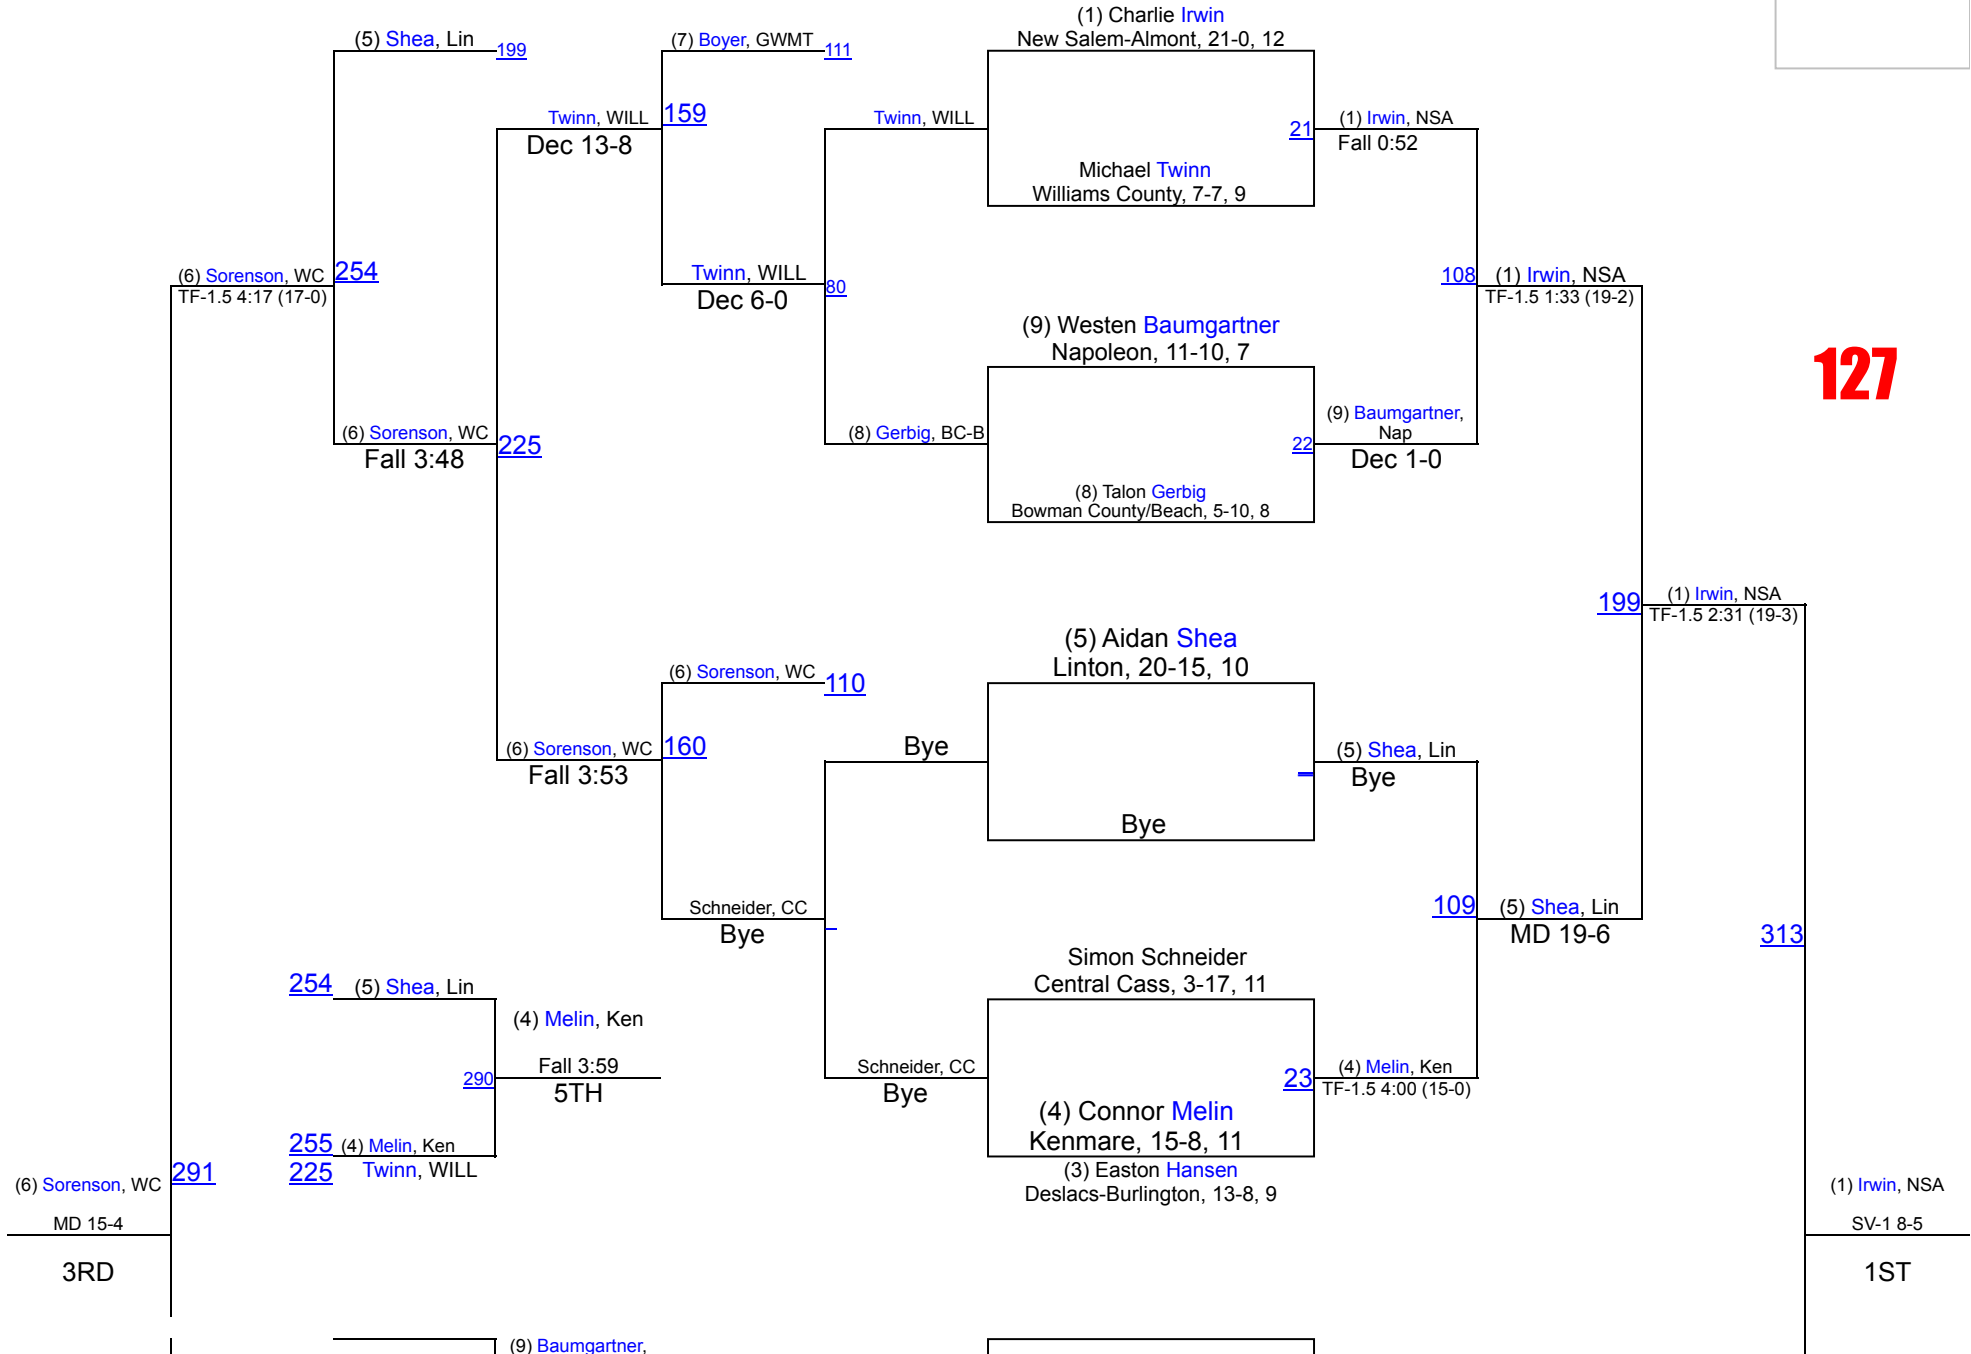 (1) Charlie Irwin
New Salem-Almont, 21-0, 12
(5) Shea, Lin
199
(7) Boyer, GWMT
111
Twinn, WILL
Dec 13-8
159
Twinn, WILL
21
(1) Irwin, NSA
Fall 0:52
Michael Twinn
Williams County, 7-7, 9
(6) Sorenson, WC
TF-1.5 4:17 (17-0)
254
Twinn, WILL
Dec 6-0
80
108
(1) Irwin, NSA
TF-1.5 1:33 (19-2)
(9) Westen Baumgartner
Napoleon, 11-10, 7
127
(6) Sorenson, WC
Fall 3:48
225
(8) Gerbig, BC-B
22
(9) Baumgartner,
Nap
Dec 1-0
(8) Talon Gerbig
Bowman County/Beach, 5-10, 8
199
(1) Irwin, NSA
TF-1.5 2:31 (19-3)
(5) Aidan Shea
Linton, 20-15, 10
(6) Sorenson, WC
110
(6) Sorenson, WC
Fall 3:53
160
Bye
(5) Shea, Lin
Bye
Bye
Schneider, CC
Bye
109
(5) Shea, Lin
MD 19-6
313
Simon Schneider
Central Cass, 3-17, 11
254
(5) Shea, Lin
(4) Melin, Ken
290
Fall 3:59
5TH
Schneider, CC
Bye
23
(4) Melin, Ken
TF-1.5 4:00 (15-0)
(4) Connor Melin
Kenmare, 15-8, 11
255
(4) Melin, Ken
225
Twinn, WILL
(3) Easton Hansen
Deslacs-Burlington, 13-8, 9
(6) Sorenson, WC
291
MD 15-4
3RD
(1) Irwin, NSA
SV-1 8-5
1ST
(9) Baumgartner,